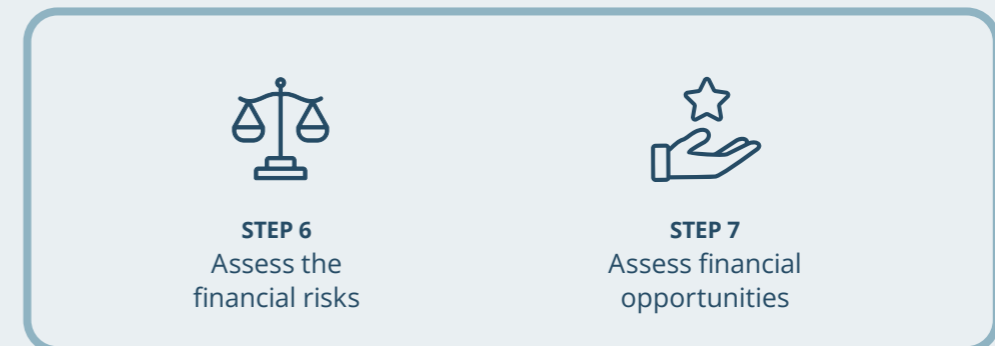 STEP 6
Assess the
financial risks
STEP 7
Assess financial
opportunities